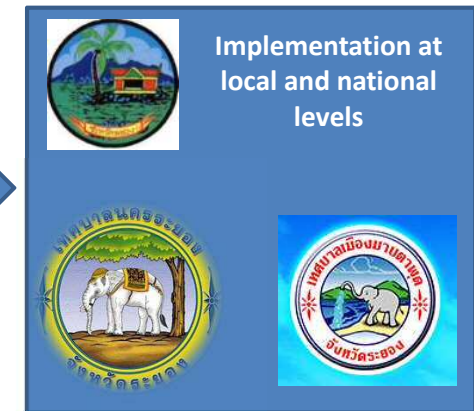 Implementation at
local and national
levels
เทศบาลนครระยอง
จังหวัดระยอง
เทศบาลเมืองมาบตาพุด
จังหวัดระยอง